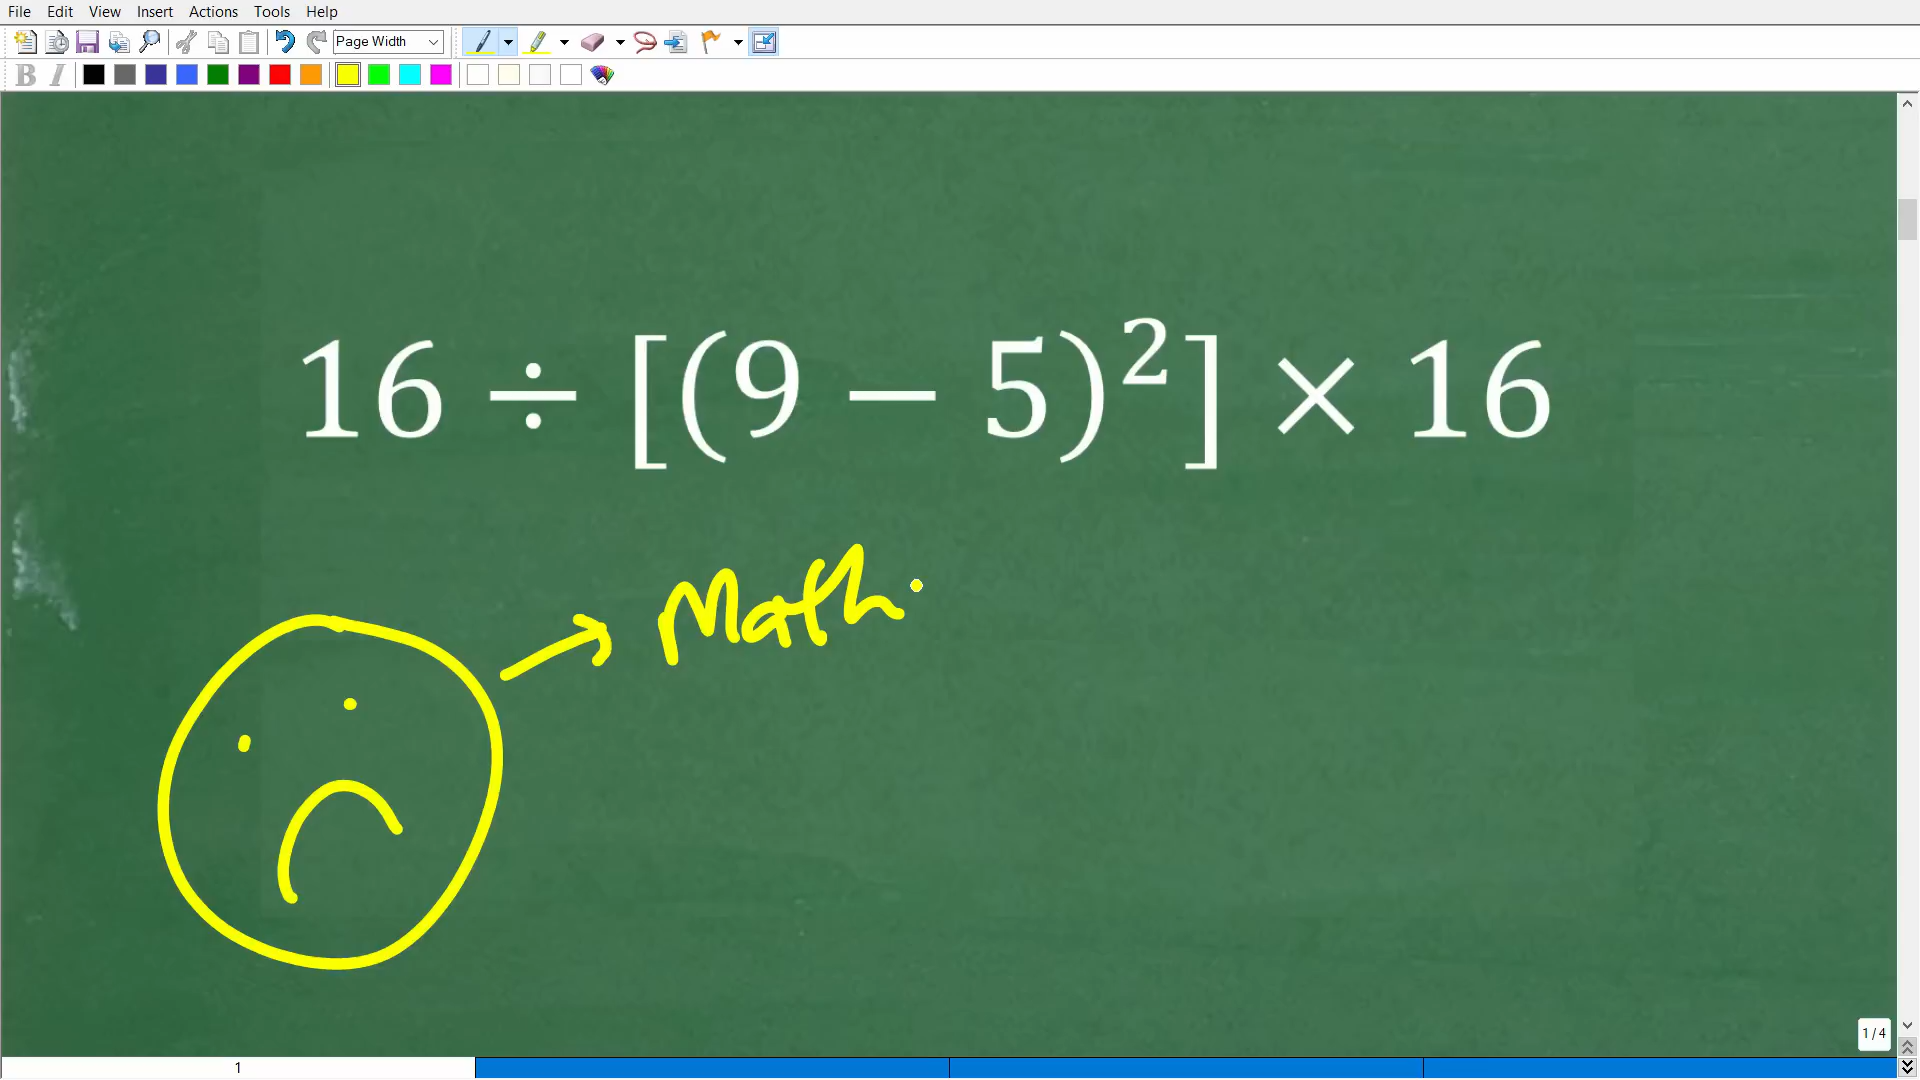 File Edit View Insert Actions Tools Help
Page Width
B I
16 ÷ [(9 − 5)²] × 16
Math
1 / 4
1